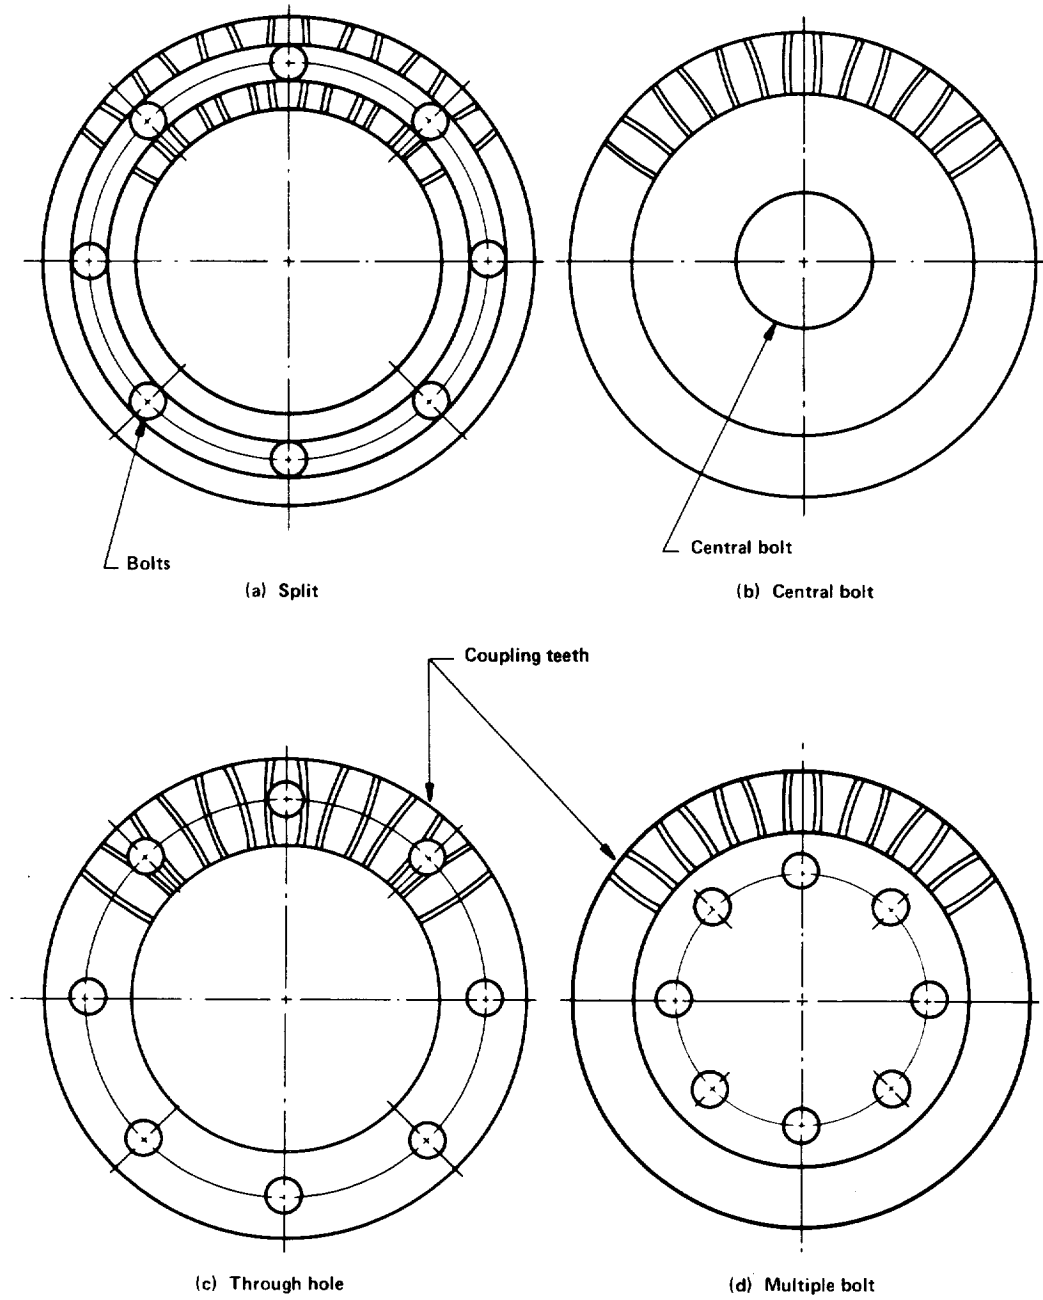 Bolts
(a) Split
Central bolt
(b) Central bolt
Coupling teeth
(c) Through hole
(d) Multiple bolt